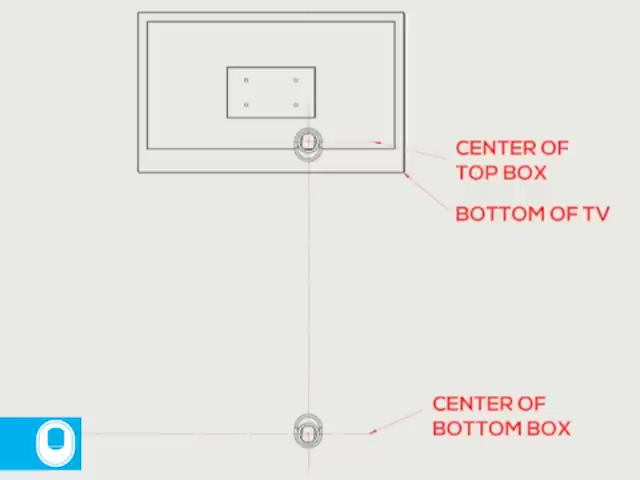 CENTER OF
TOP BOX
BOTTOM OF TV
CENTER OF
BOTTOM BOX